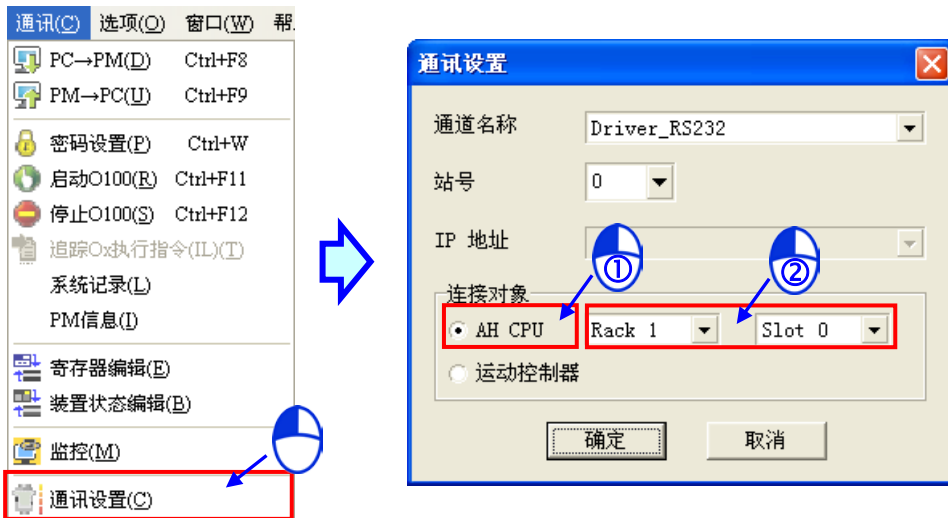 通讯(C) 选项(O) 窗口(W) 帮
PC→PM(D) Ctrl+F8
PM→PC(U) Ctrl+F9
密码设置(P) Ctrl+W
启动O100(R) Ctrl+F11
停止O100(S) Ctrl+F12
追踪Ox执行指令(IL)(T)
系统记录(L)
PM信息(I)
寄存器编辑(E)
装置状态编辑(B)
监控(M)
通讯设置(C)
通讯设置
通道名称 Driver_RS232
站号 0
IP 地址
① ②
连接对象
AH CPU Rack 1 Slot 0
运动控制器
确定 取消